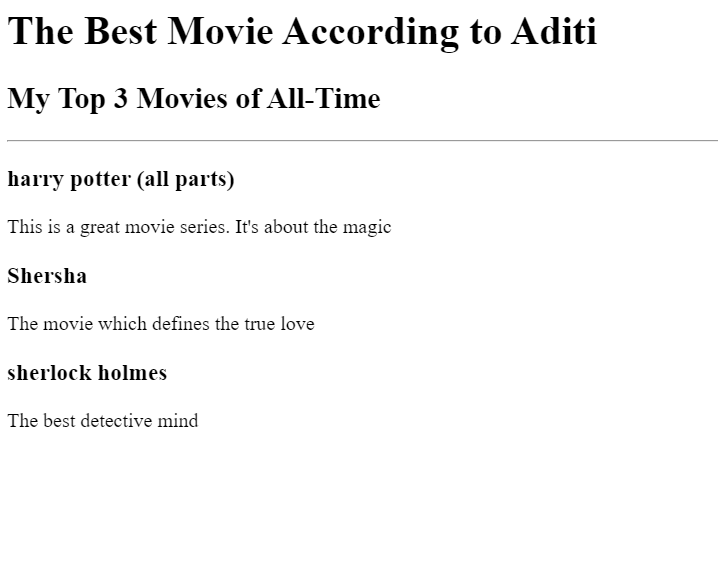 The Best Movie According to Aditi
My Top 3 Movies of All-Time
harry potter (all parts)
This is a great movie series. It's about the magic
Shersha
The movie which defines the true love
sherlock holmes
The best detective mind